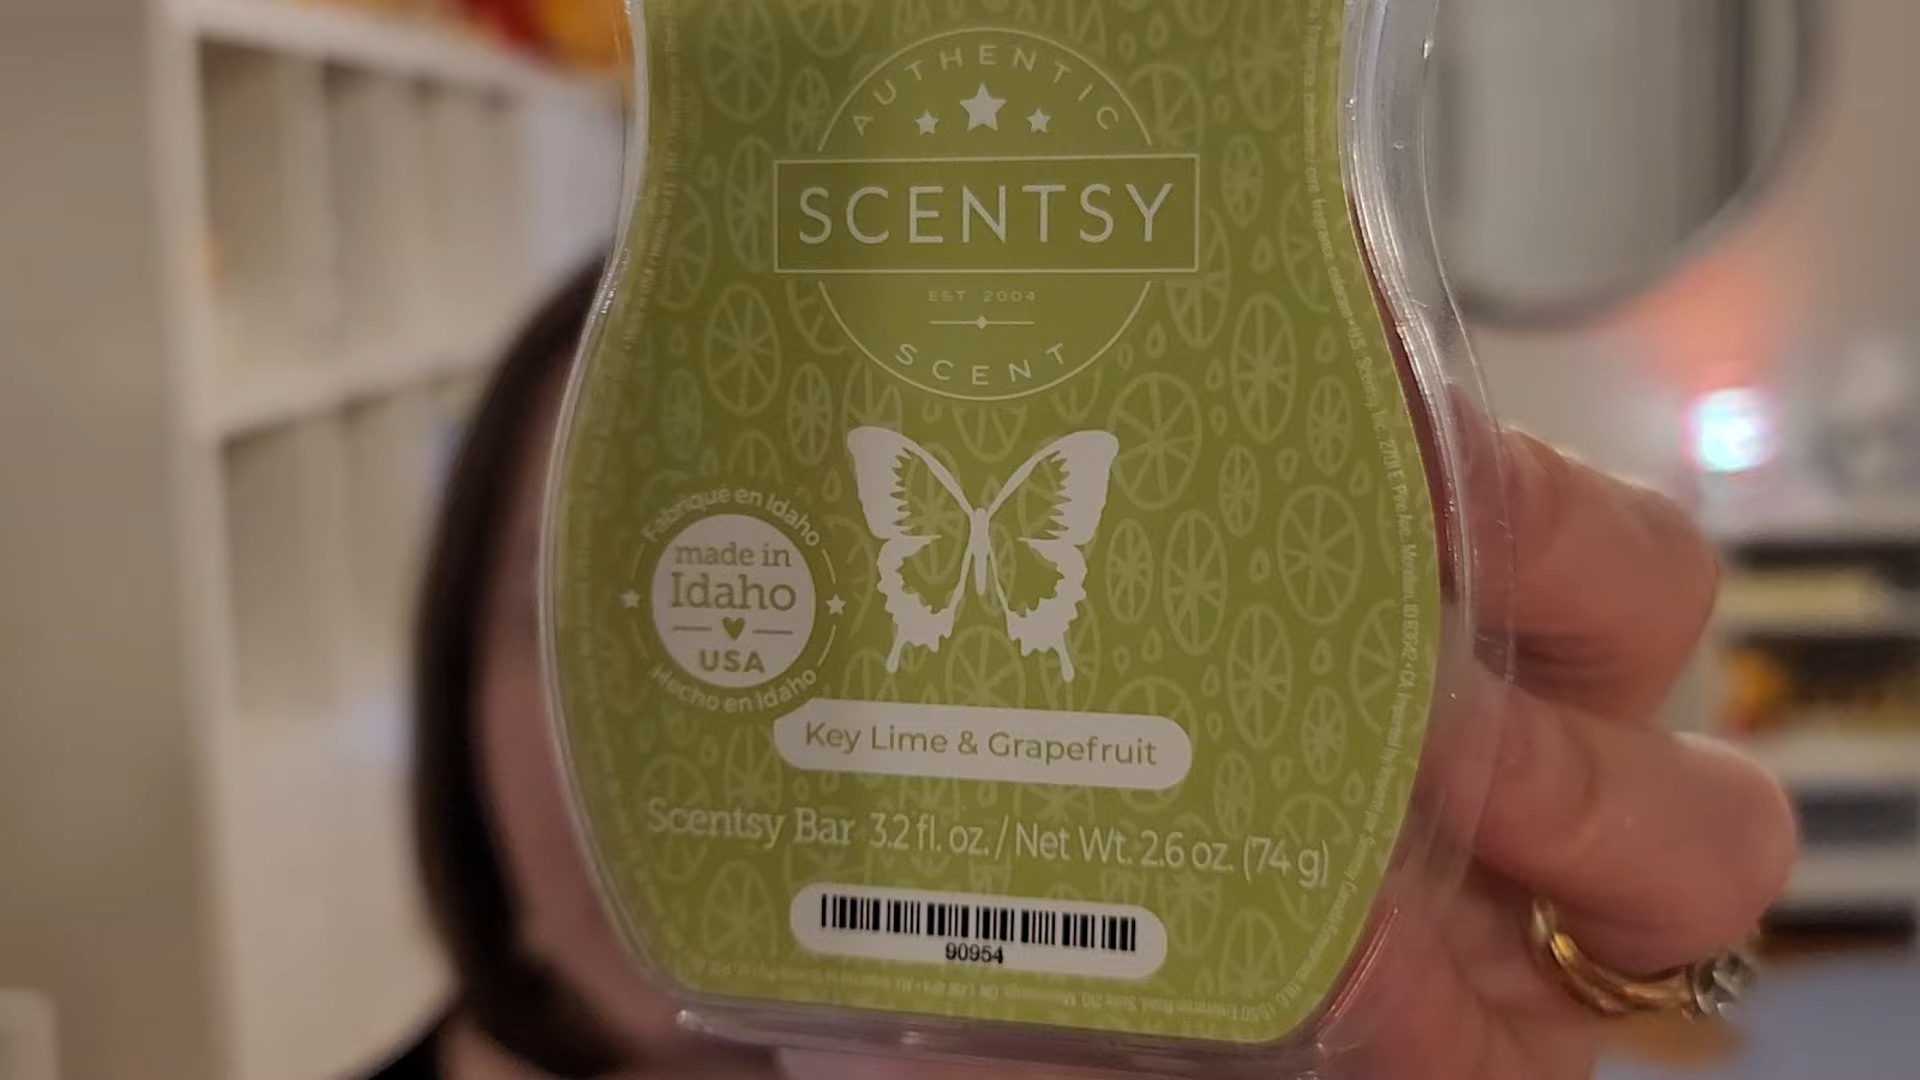 AUTHENTIC
SCENTSY
EST 2004
SCENT
Fabriqué en Idaho
made in
Idaho
USA
Hecho en Idaho
Key Lime & Grapefruit
Scentsy Bar 3.2 fl. oz. / Net Wt. 2.6 oz. (74 g)
90954